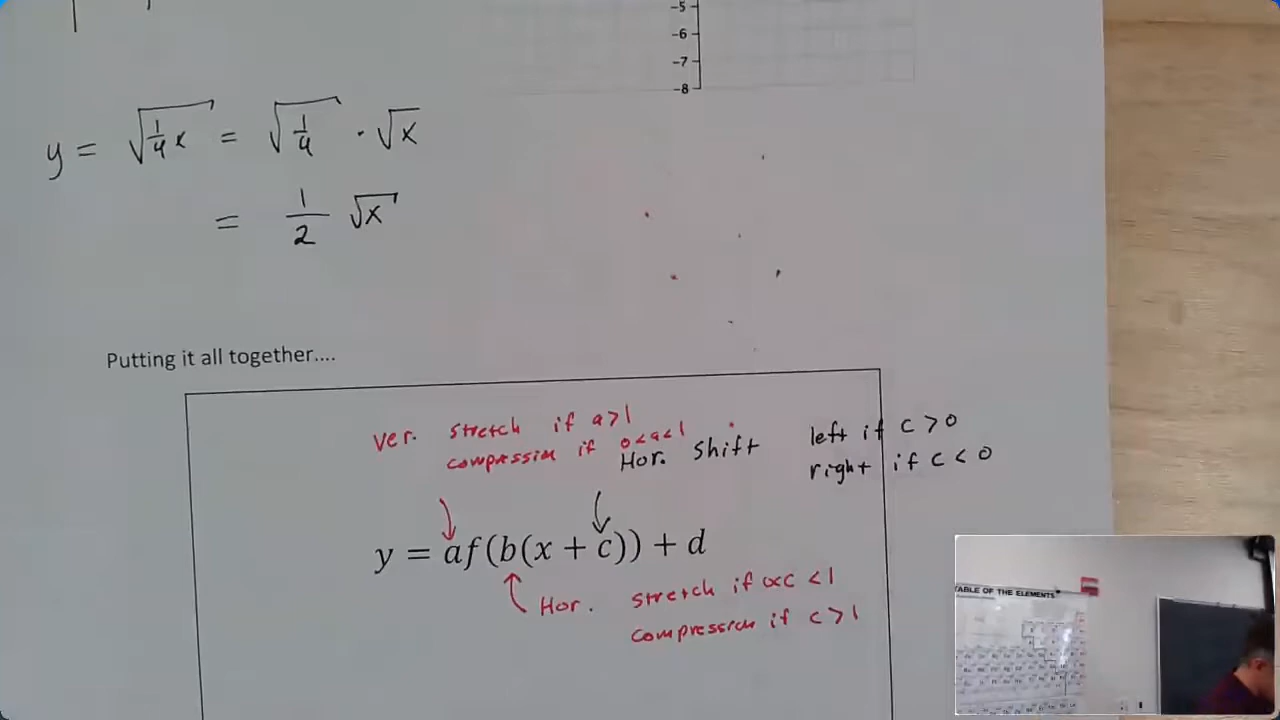 -5
-6
-7
-8
y = √(1/4 x) = √(1/4) · √x
= 1/2 √x
Putting it all together....
ver. stretch if a>1
compression if 0<a<1
Hor. Shift left if c > 0
right if c < 0
y = af(b(x + c)) + d
Hor. stretch if 0<c <1
compression if c >1
TABLE OF THE ELEMENTS